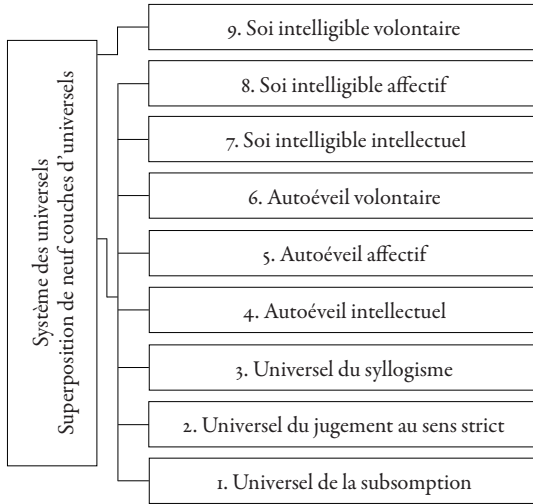 Système des universels
Superposition de neuf couches d'universels
9. Soi intelligible volontaire
8. Soi intelligible affectif
7. Soi intelligible intellectuel
6. Autoéveil volontaire
5. Autoéveil affectif
4. Autoéveil intellectuel
3. Universel du syllogisme
2. Universel du jugement au sens strict
1. Universel de la subsomption